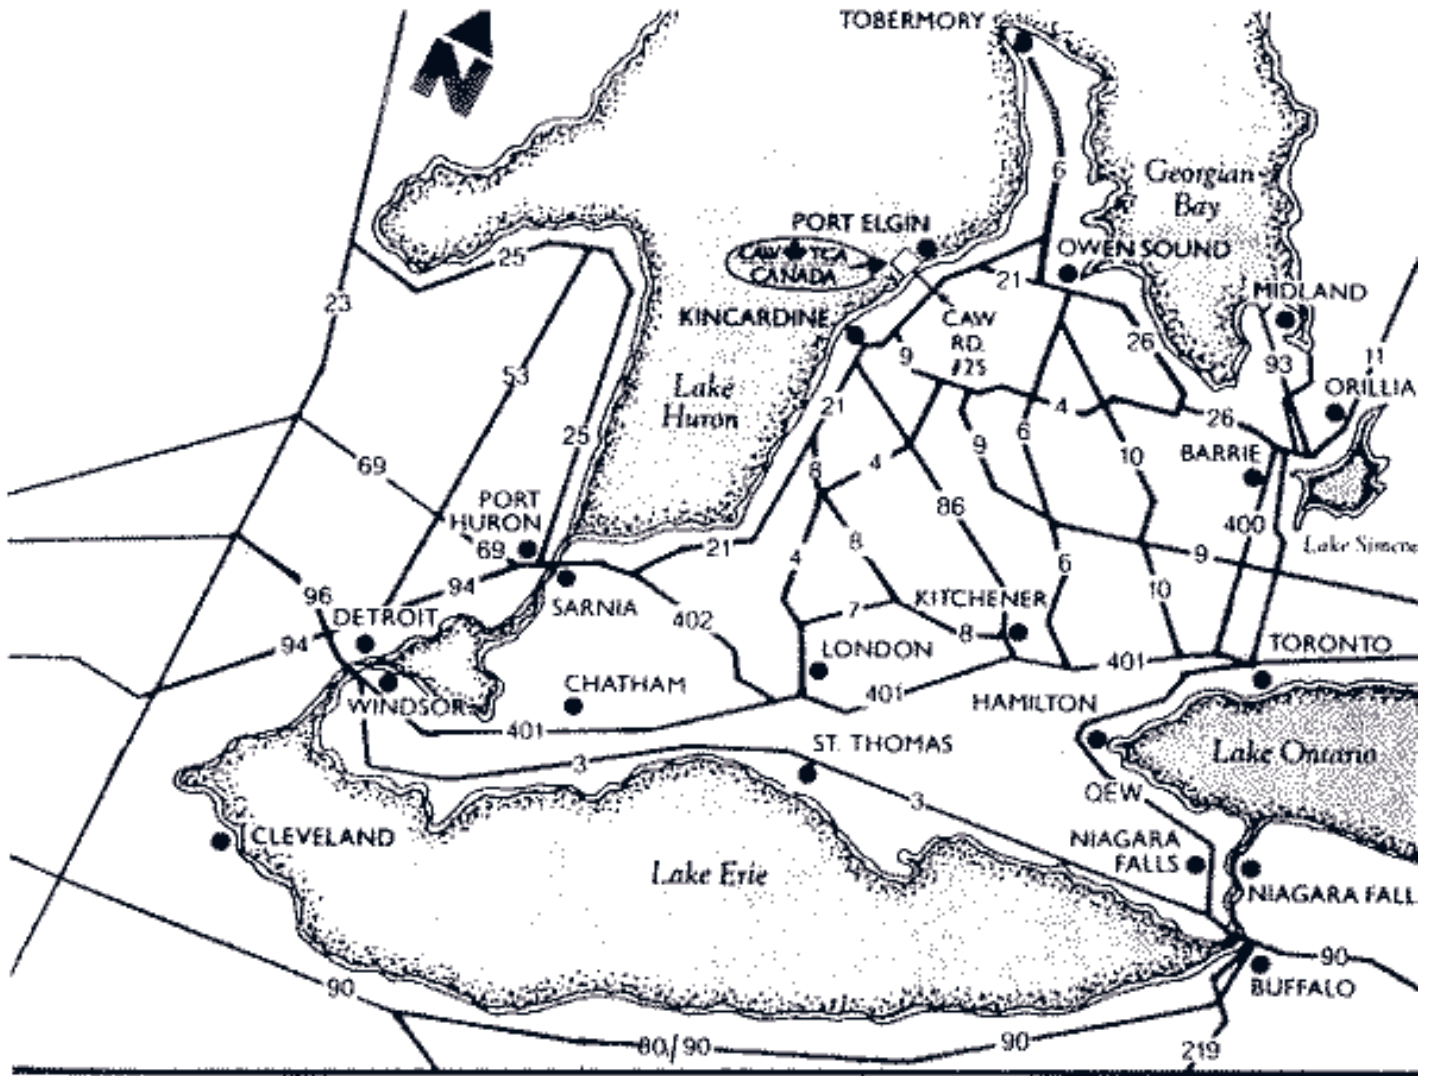 TOBERMORY
N
6
Georgian
Bay
PORT ELGIN
CAW TCA
CANADA
OWEN SOUND
25
21
23
MIDLAND
KINCARDINE
CAW
RD.
#25
26
9
11
93
53
Lake
Huron
ORILLIA
21
4
26
6
25
9
10
BARRIE
69
8
4
PORT
HURON
86
400
69
21
8
Lake Simcoe
9
4
6
94
96
SARNIA
KITCHENER
10
DETROIT
402
7
8
94
LONDON
TORONTO
401
CHATHAM
401
HAMILTON
WINDSOR
401
ST. THOMAS
3
Lake Ontario
QEW
3
CLEVELAND
NIAGARA
FALLS
Lake Erie
NIAGARA FALL
90
90
BUFFALO
80/90
90
219